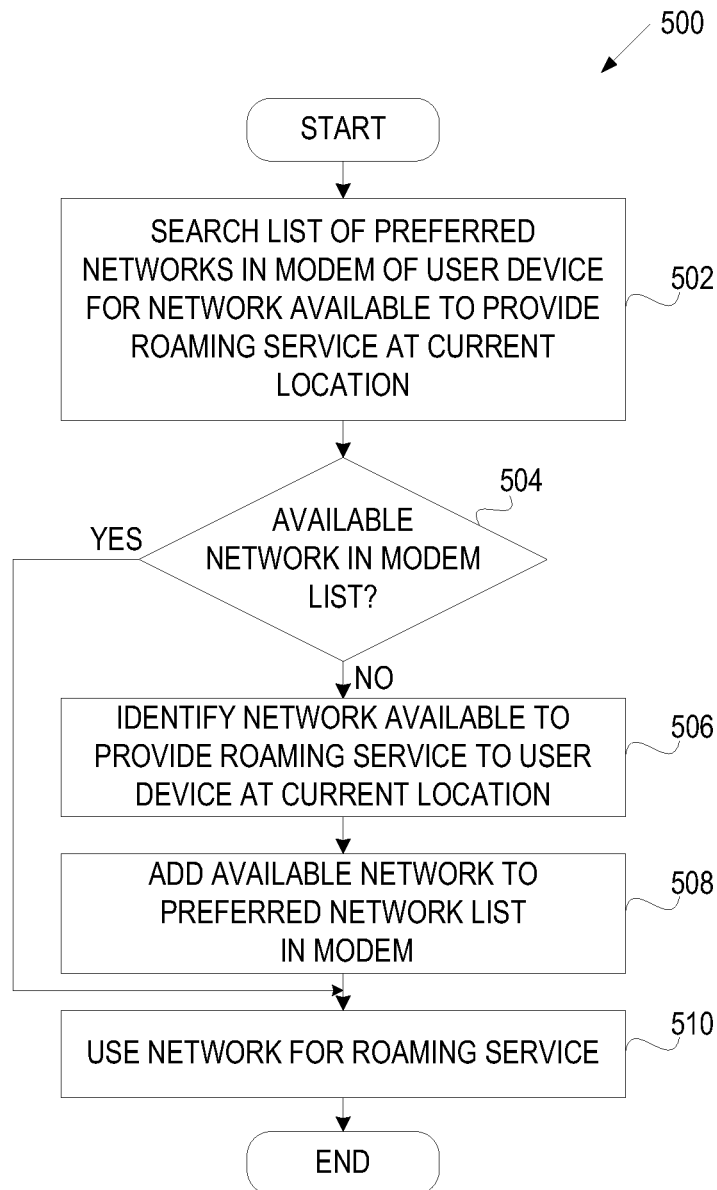 500
START
SEARCH LIST OF PREFERRED
NETWORKS IN MODEM OF USER DEVICE
FOR NETWORK AVAILABLE TO PROVIDE
ROAMING SERVICE AT CURRENT
LOCATION
502
504
AVAILABLE
NETWORK IN MODEM
LIST?
YES
NO
IDENTIFY NETWORK AVAILABLE TO
PROVIDE ROAMING SERVICE TO USER
DEVICE AT CURRENT LOCATION
506
ADD AVAILABLE NETWORK TO
PREFERRED NETWORK LIST
IN MODEM
508
USE NETWORK FOR ROAMING SERVICE
510
END